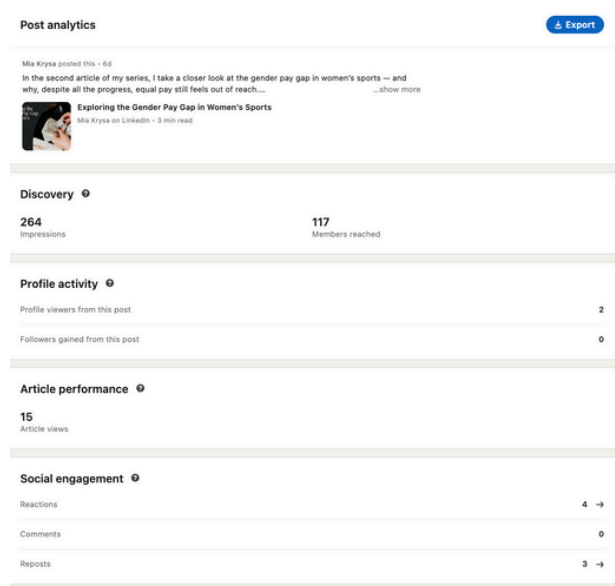 Post analytics
Export
Mia Krysa posted this • 6d
In the second article of my series, I take a closer look at the gender pay gap in women's sports — and
why, despite all the progress, equal pay still feels out of reach....
...show more
Exploring the Gender Pay Gap in Women's Sports
Mia Krysa on LinkedIn • 3 min read
Discovery
264
Impressions
117
Members reached
Profile activity
Profile viewers from this post
2
Followers gained from this post
0
Article performance
15
Article views
Social engagement
Reactions
4 →
Comments
0
Reposts
3 →